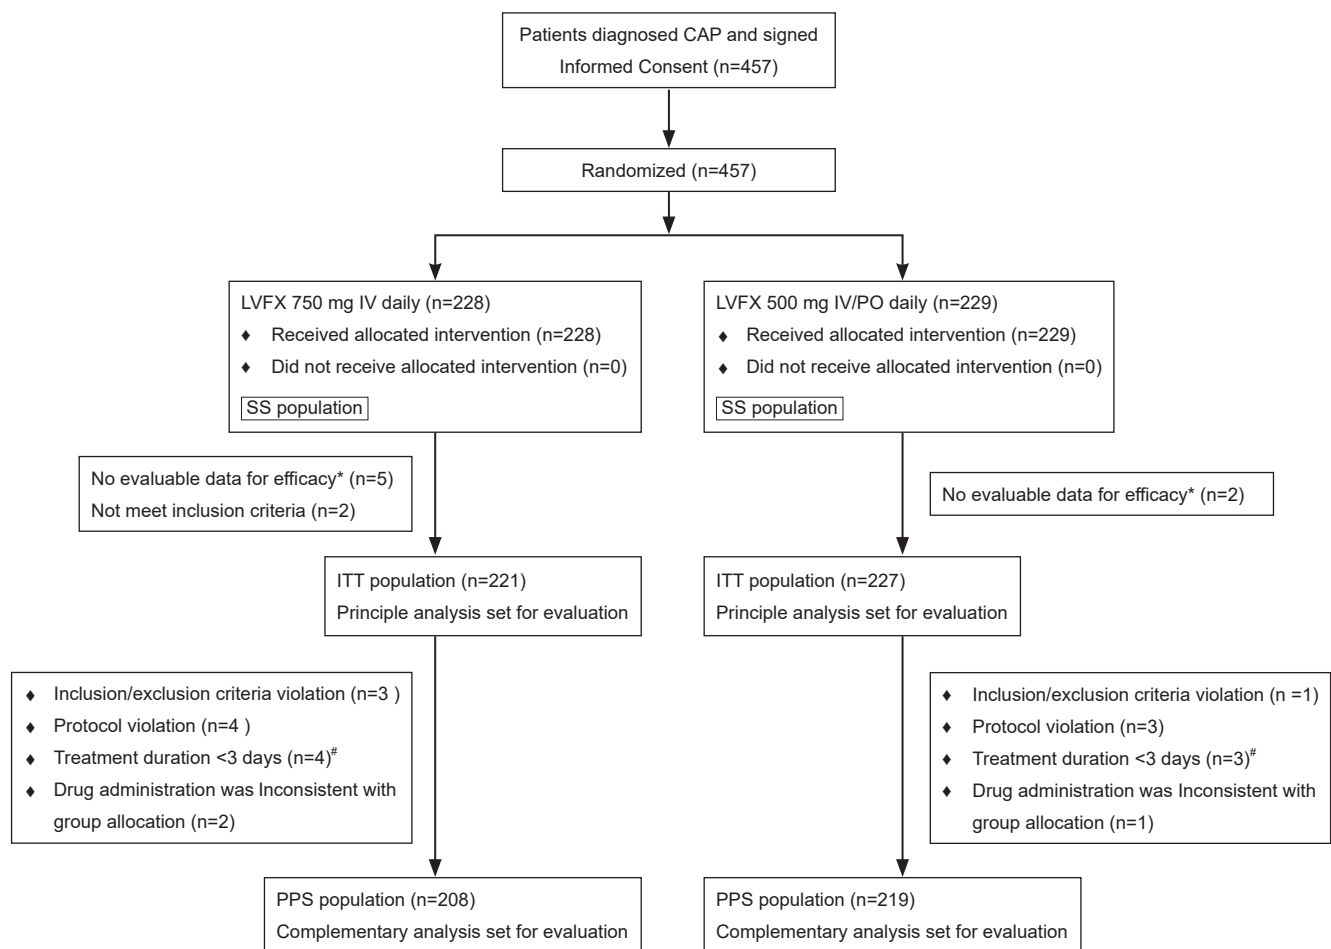 Patients diagnosed CAP and signed
Informed Consent (n=457)
Randomized (n=457)
LVFX 750 mg IV daily (n=228)
♦ Received allocated intervention (n=228)
♦ Did not receive allocated intervention (n=0)
SS population
LVFX 500 mg IV/PO daily (n=229)
♦ Received allocated intervention (n=229)
♦ Did not receive allocated intervention (n=0)
SS population
No evaluable data for efficacy* (n=5)
Not meet inclusion criteria (n=2)
No evaluable data for efficacy* (n=2)
ITT population (n=221)
Principle analysis set for evaluation
ITT population (n=227)
Principle analysis set for evaluation
♦ Inclusion/exclusion criteria violation (n=3 )
♦ Protocol violation (n=4 )
♦ Treatment duration <3 days (n=4)#
♦ Drug administration was Inconsistent with
group allocation (n=2)
♦ Inclusion/exclusion criteria violation (n =1)
♦ Protocol violation (n=3)
♦ Treatment duration <3 days (n=3)#
♦ Drug administration was Inconsistent with
group allocation (n=1)
PPS population (n=208)
Complementary analysis set for evaluation
PPS population (n=219)
Complementary analysis set for evaluation